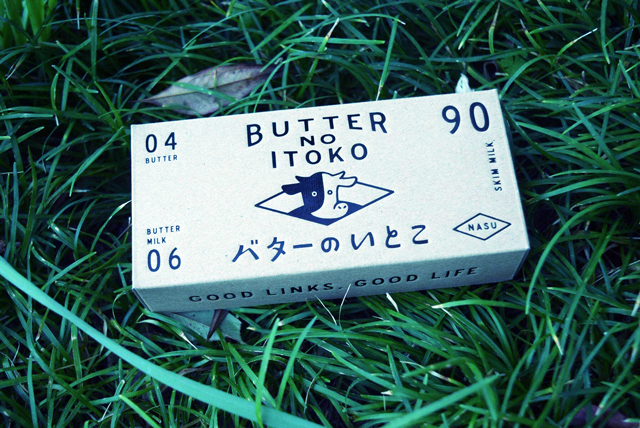 04
BUTTER
BUTTER
NO
ITOKO
90
SKIM MILK
BUTTER
MILK
06
バターのいとこ
NASU
GOOD LINKS. GOOD LIFE